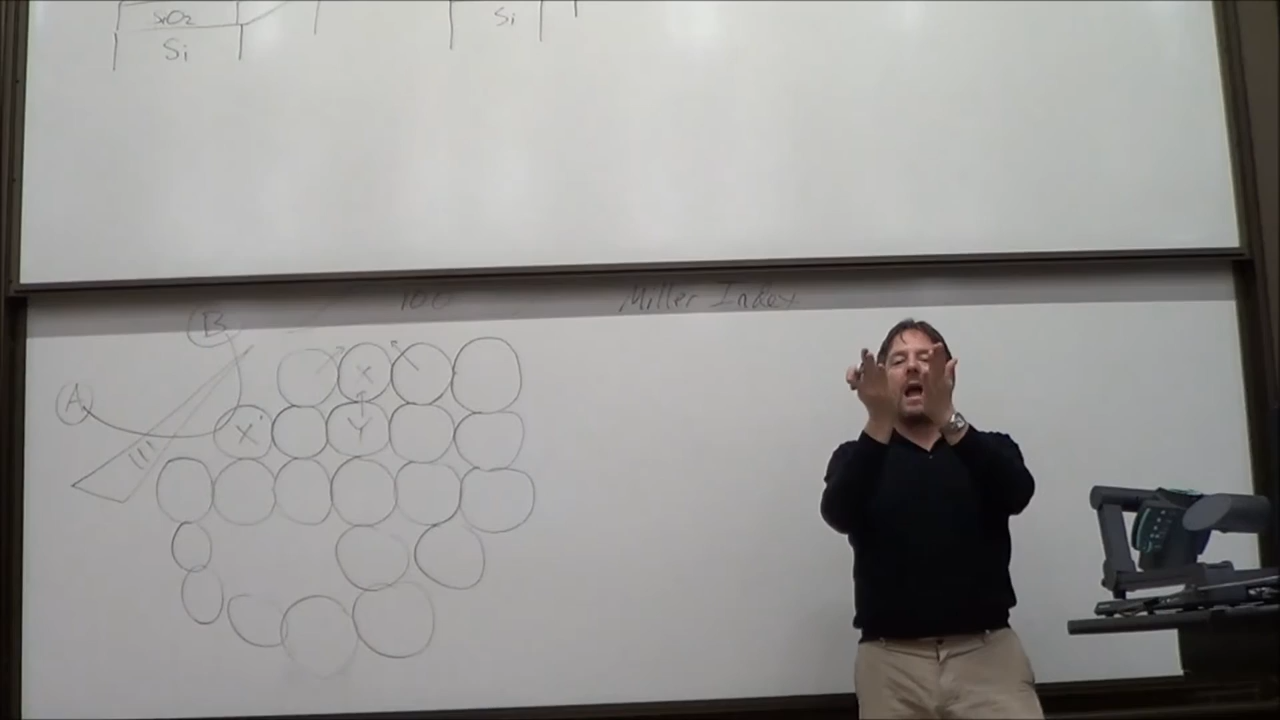 SiO2
Si
Si
100
Miller Index
B
X
A
X'
Y
111